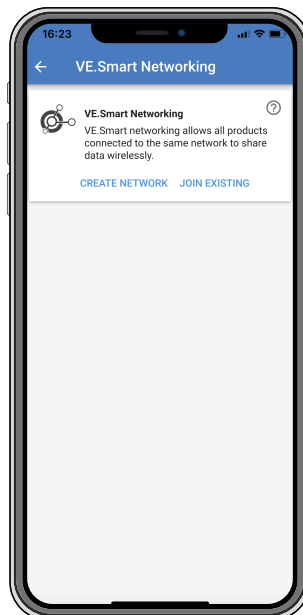 16:23
VE.Smart Networking
VE.Smart Networking
VE.Smart networking allows all products
connected to the same network to share
data wirelessly.
CREATE NETWORK JOIN EXISTING